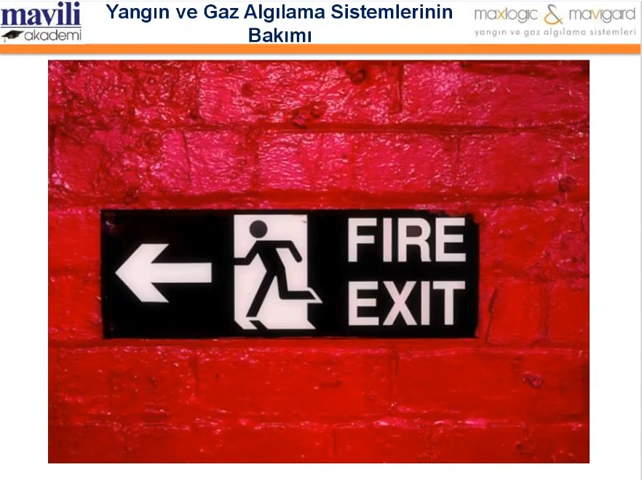 mavili
akademi
Yangın ve Gaz Algılama Sistemlerinin
Bakımı
maxlogic & mavigard
yangın ve gaz algılama sistemleri
FIRE
EXIT